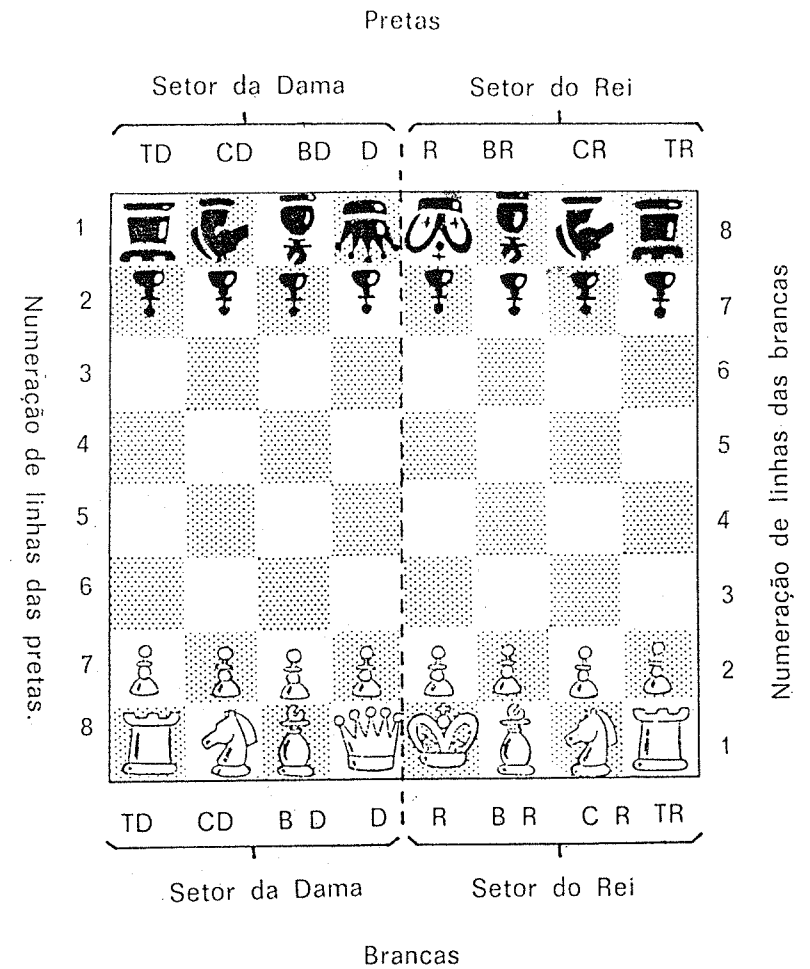 Pretas
Setor da Dama Setor do Rei
TD CD BD D R BR CR TR
1 8
2 7
3 6
4 5
5 4
6 3
7 2
8 1
Numeração de linhas das pretas.
Numeração de linhas das brancas
TD CD B D D R B R C R TR
Setor da Dama Setor do Rei
Brancas